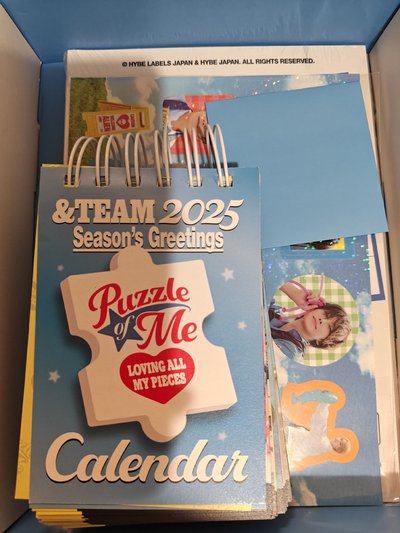 © HYBE LABELS JAPAN & HYBE JAPAN. ALL RIGHTS RESERVED.
&TEAM 2025
Season's Greetings
Puzzle
of Me
LOVING ALL
MY PIECES
Calendar